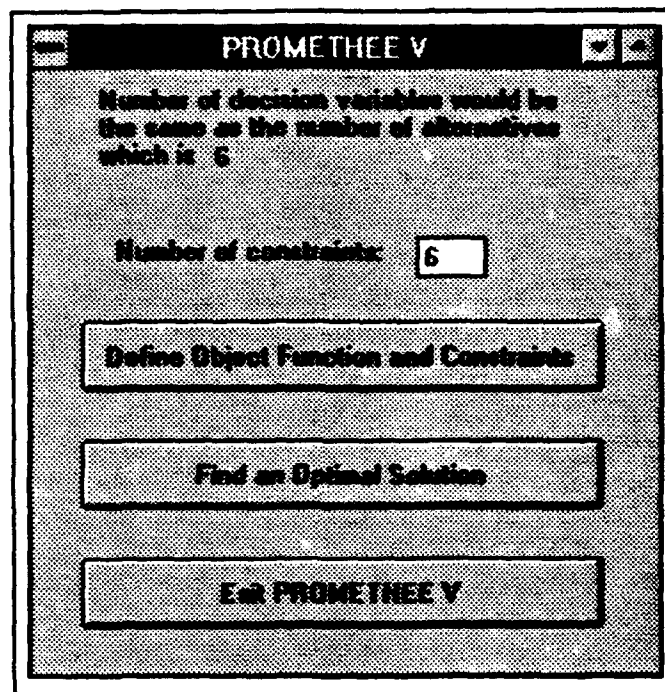 PROMETHEE V
Number of decision variables would be
the same as the number of alternatives
which is 6
Number of constraints: 6
Define Object Function and Constraints
Find an Optimal Solution
Exit PROMETHEE V